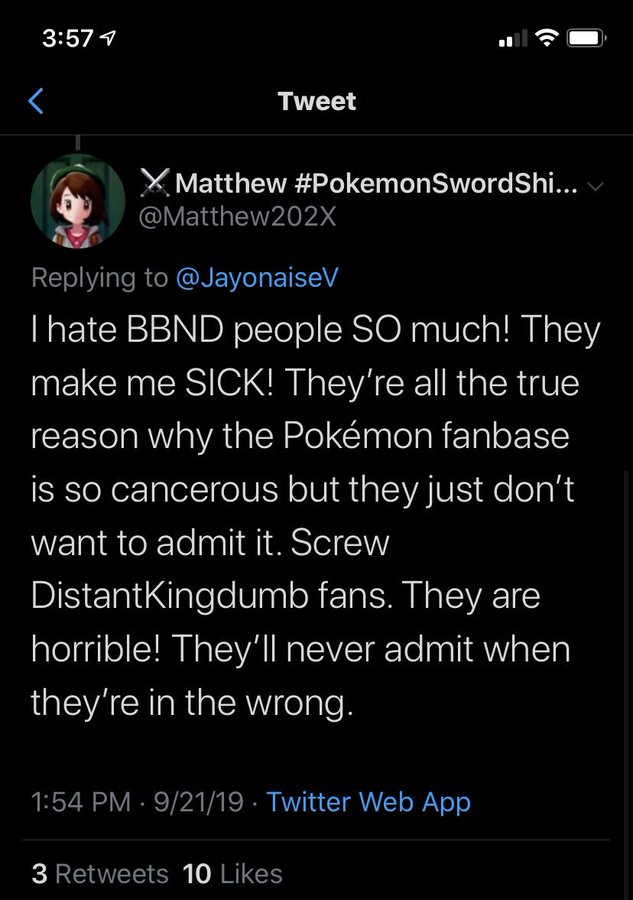 3:57
Tweet
⚔Matthew #PokemonSwordShi...
@Matthew202X
Replying to @JayonaiseV
I hate BBND people SO much! They
make me SICK! They’re all the true
reason why the Pokémon fanbase
is so cancerous but they just don’t
want to admit it. Screw
DistantKingdumb fans. They are
horrible! They’ll never admit when
they’re in the wrong.
1:54 PM · 9/21/19 · Twitter Web App
3 Retweets 10 Likes